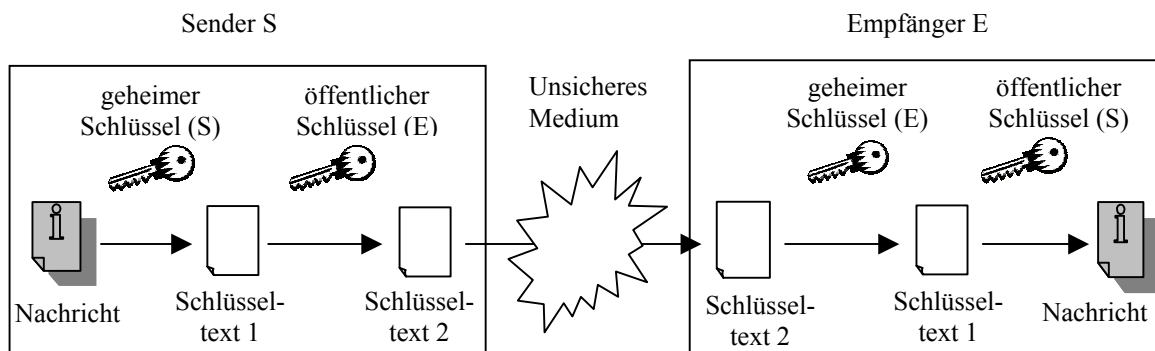 Sender S
Empfänger E
geheimer
Schlüssel (S)
öffentlicher
Schlüssel (E)
Unsicheres
Medium
geheimer
Schlüssel (E)
öffentlicher
Schlüssel (S)
i
i
Nachricht
Schlüssel-
text 1
Schlüssel-
text 2
Schlüssel-
text 2
Schlüssel-
text 1
Nachricht